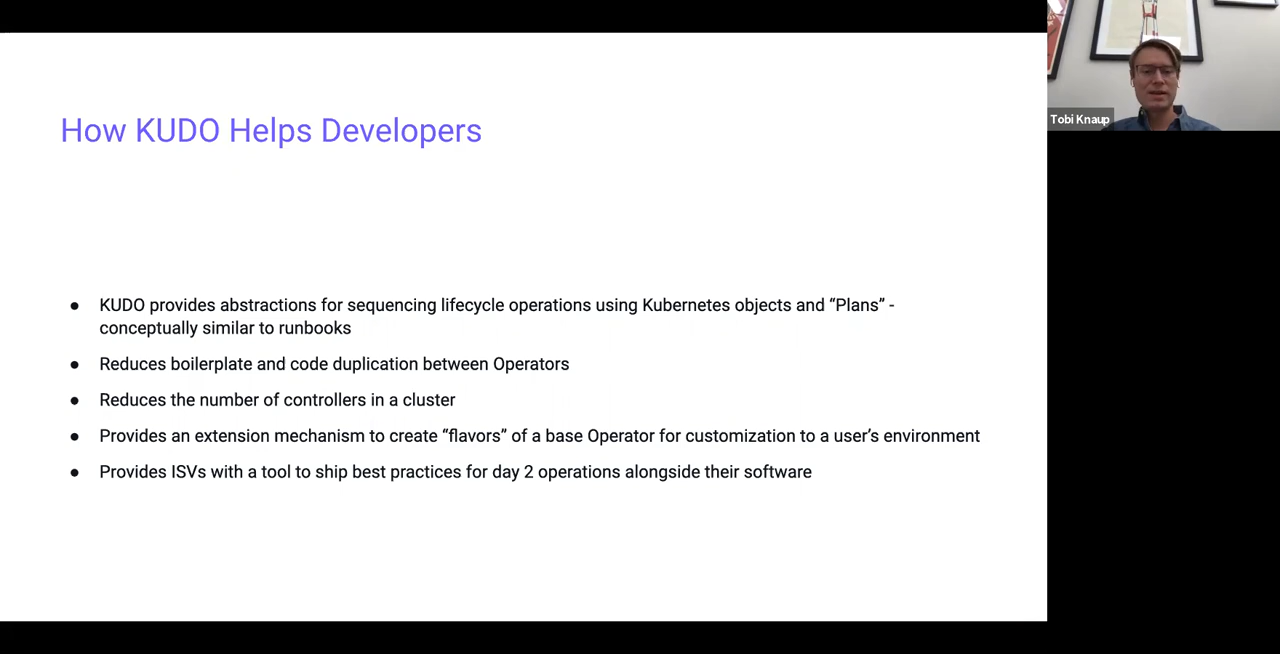 How KUDO Helps Developers
● KUDO provides abstractions for sequencing lifecycle operations using Kubernetes objects and “Plans” -
conceptually similar to runbooks
● Reduces boilerplate and code duplication between Operators
● Reduces the number of controllers in a cluster
● Provides an extension mechanism to create “flavors” of a base Operator for customization to a user’s environment
● Provides ISVs with a tool to ship best practices for day 2 operations alongside their software
Tobi Knaup